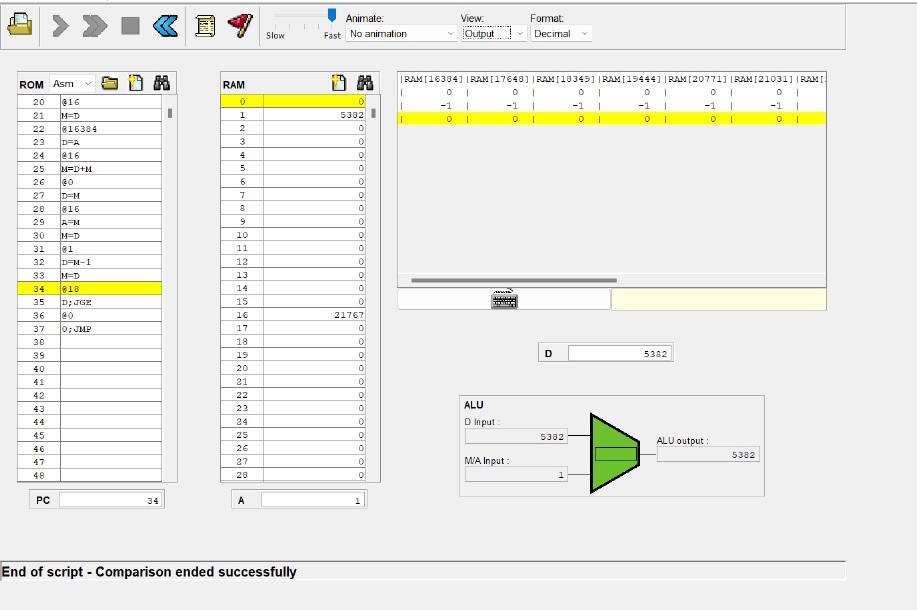 Slow Fast
Animate:
No animation
View:
Output
Format:
Decimal
ROM Asm
20 @16
21 M=D
22 @16384
23 D=A
24 @16
25 M=D+M
26 @0
27 D=M
28 @16
29 A=M
30 M=D
31 @1
32 D=M-1
33 M=D
34 @18
35 D;JGE
36 @0
37 0;JMP
38
39
40
41
42
43
44
45
46
47
48
PC 34
RAM
0 0
1 5382
2 0
3 0
4 0
5 0
6 0
7 0
8 0
9 0
10 0
11 0
12 0
13 0
14 0
15 0
16 21767
17 0
18 0
19 0
20 0
21 0
22 0
23 0
24 0
25 0
26 0
27 0
28 0
A 1
|RAM[16384]|RAM[17648]|RAM[18349]|RAM[19444]|RAM[20771]|RAM[21031]|RAM[
| 0 | 0 | 0 | 0 | 0 | 0 |
| -1 | -1 | -1 | -1 | -1 | -1 |
| 0 | 0 | 0 | 0 | 0 | 0 |
D 5382
ALU
D Input :
5382
M/A Input :
1
ALU output :
5382
End of script - Comparison ended successfully